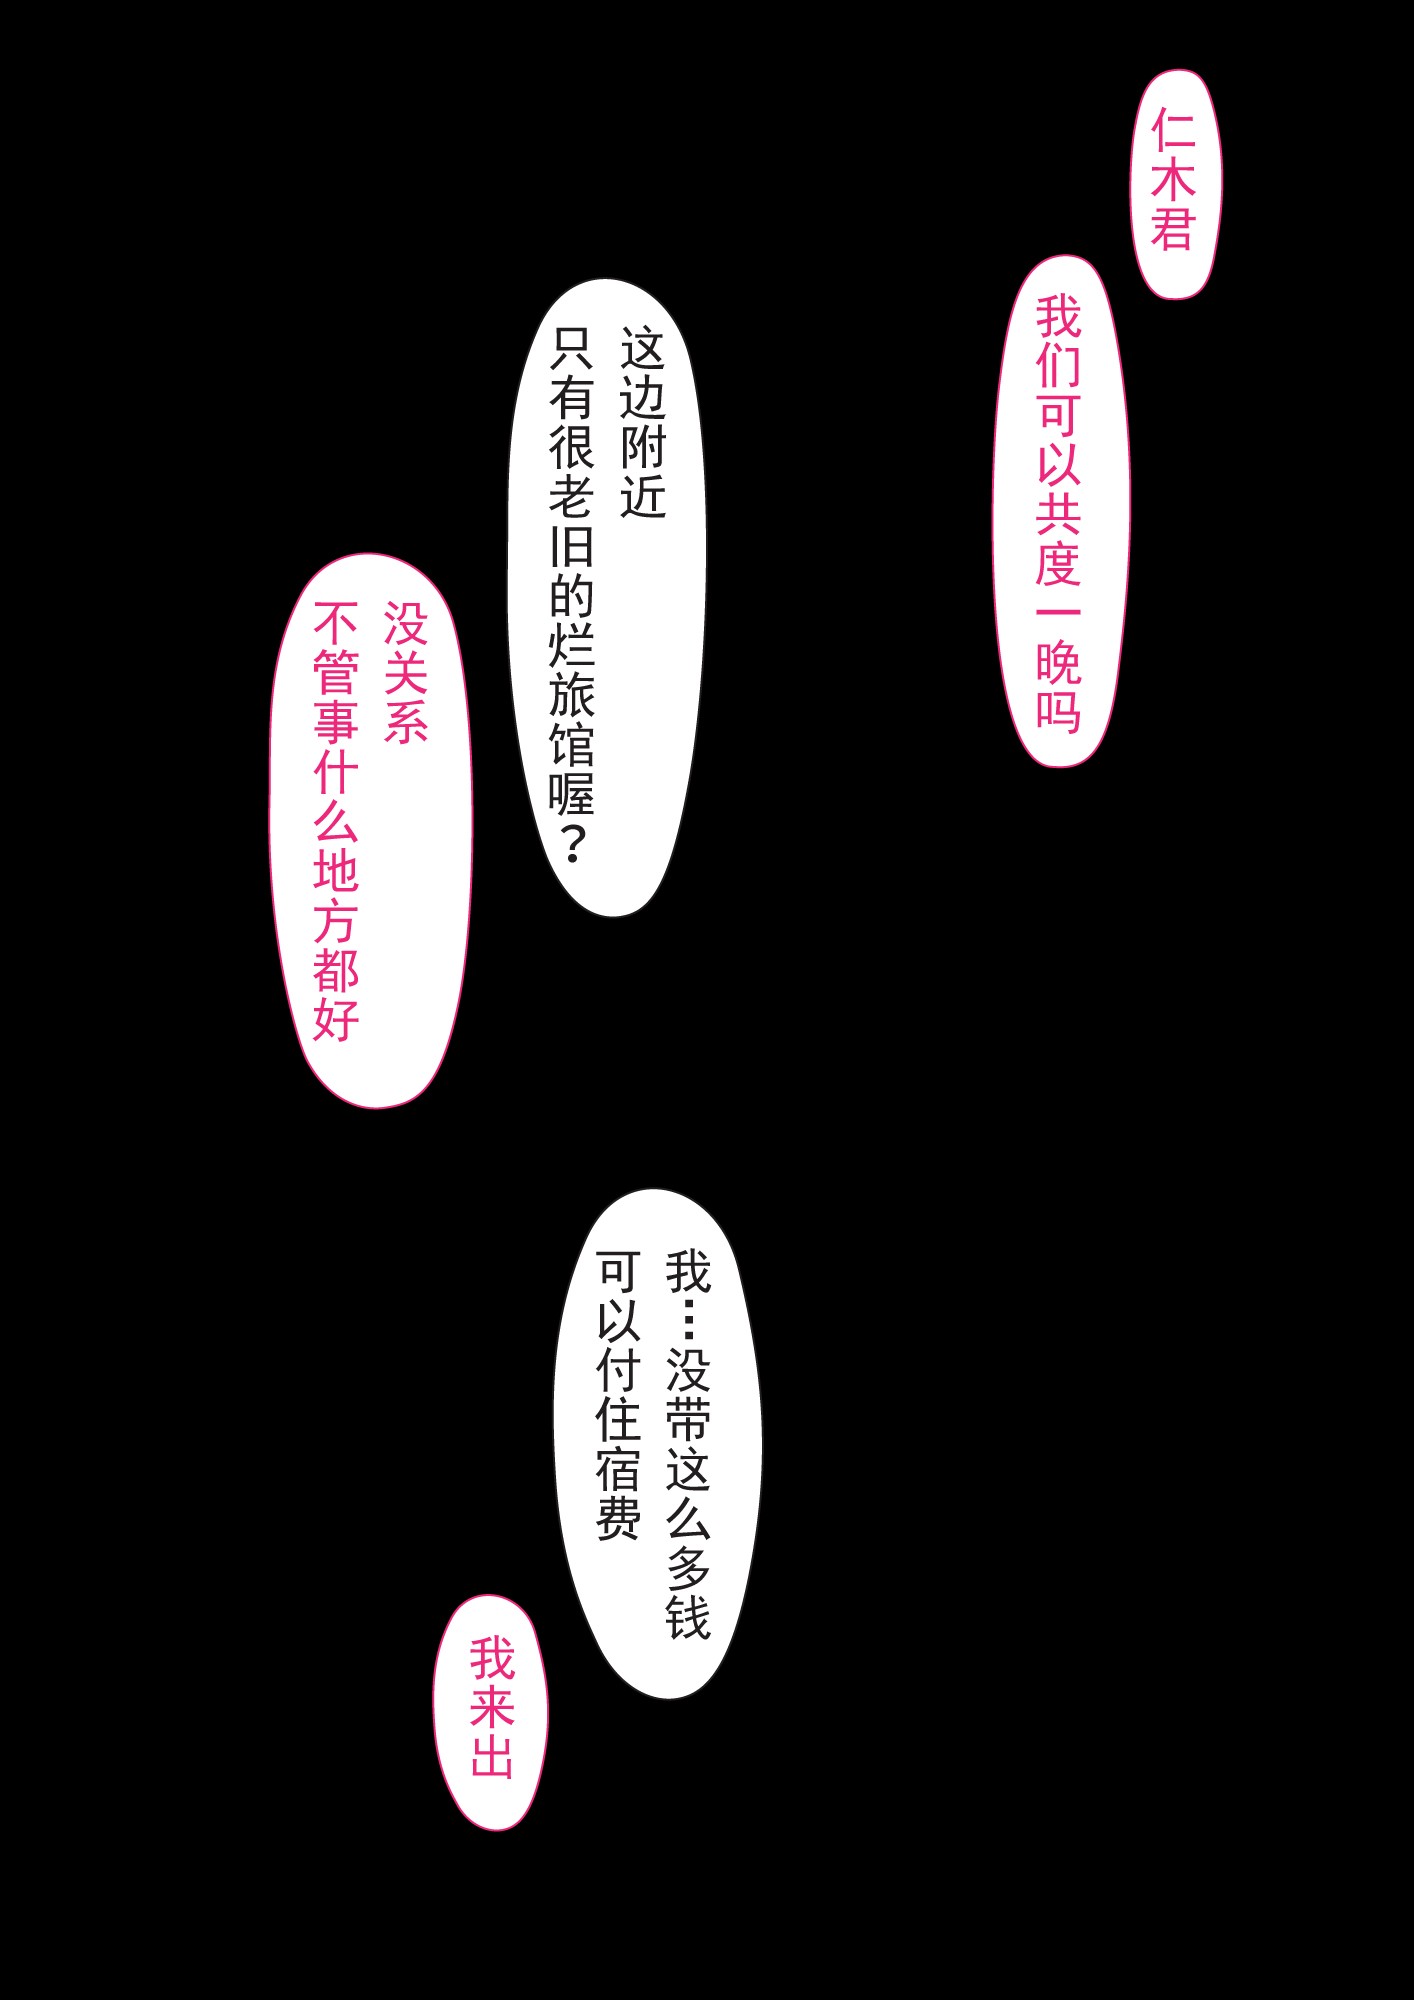 仁木君
我们可以共度一晚吗
这边附近
只有很老旧的烂旅馆喔？
没关系
不管事什么地方都好
我…没带这么多钱
可以付住宿费
我来出